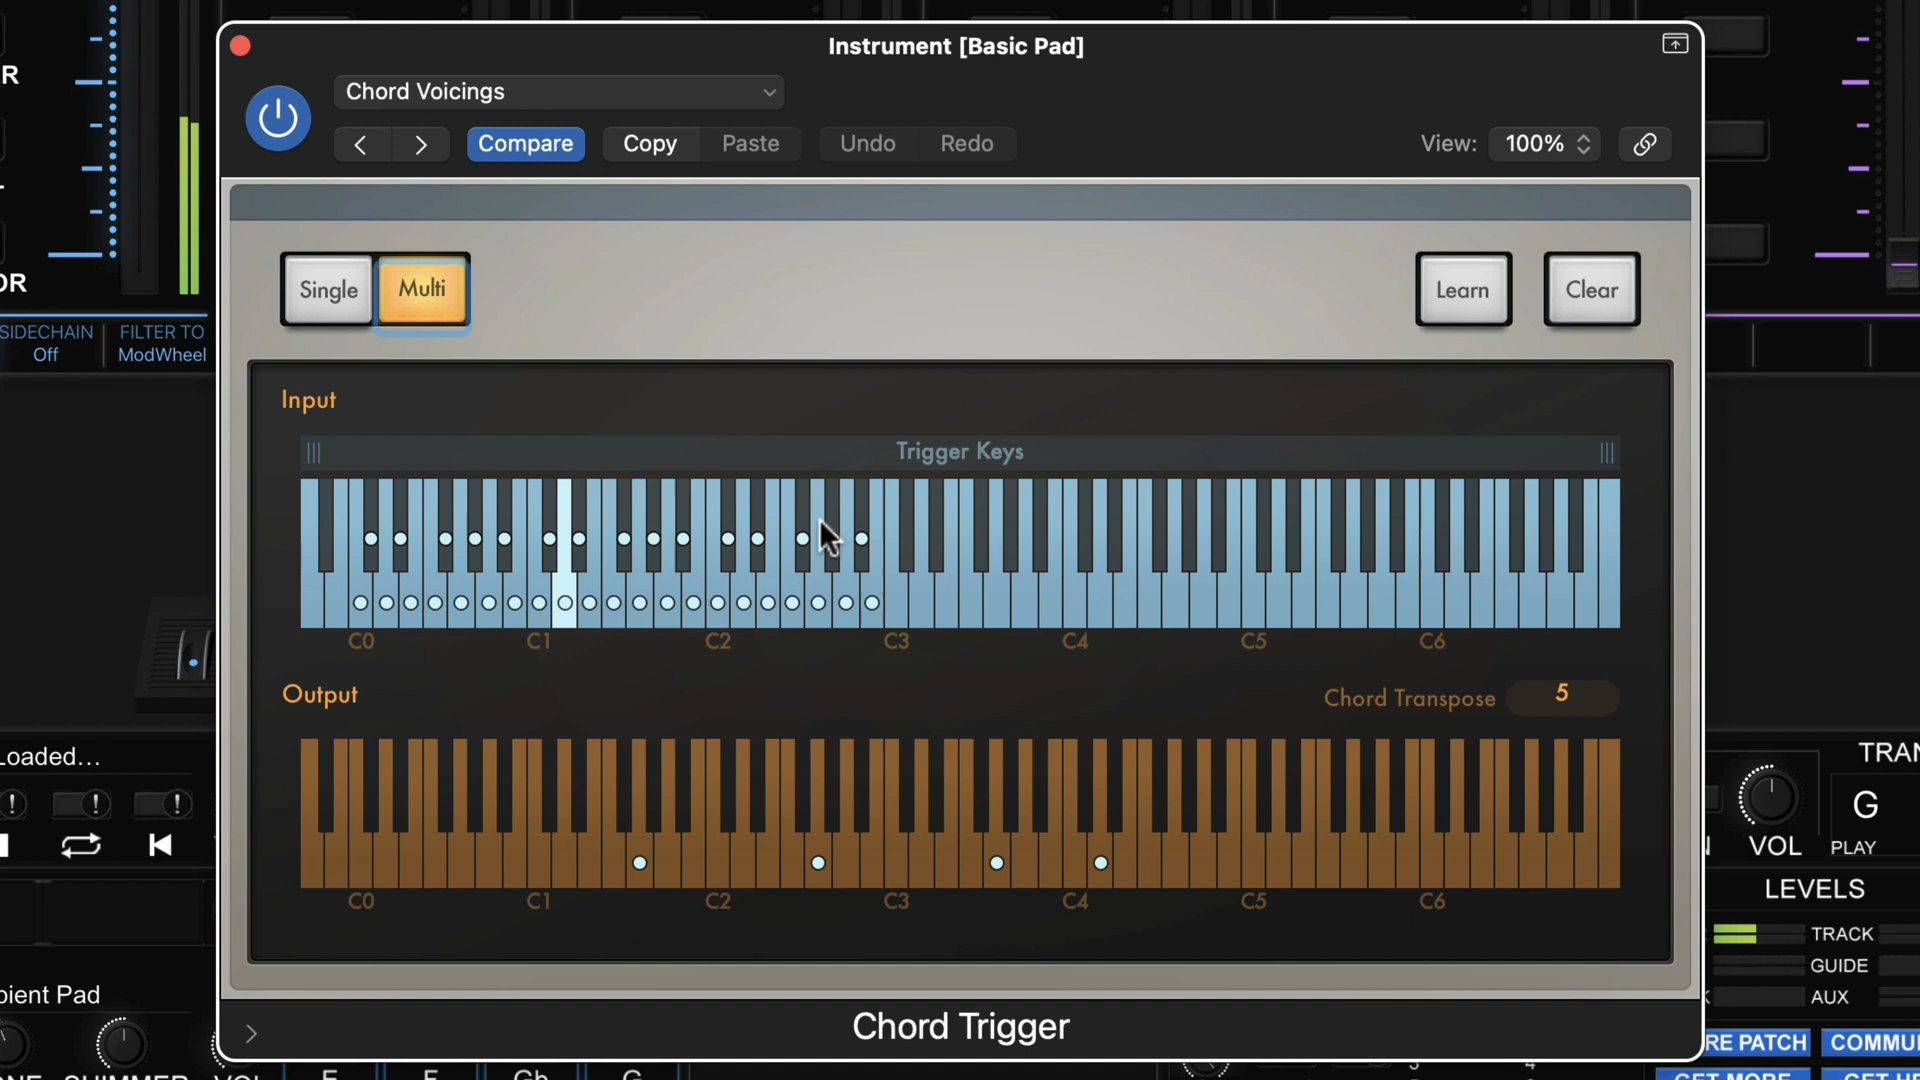 Instrument [Basic Pad]
Chord Voicings
Compare Copy Paste Undo Redo View: 100%
R
OR
SIDECHAIN FILTER TO
Off ModWheel
Single Multi Learn Clear
Input
Trigger Keys
C0 C1 C2 C3 C4 C5 C6
Output Chord Transpose 5
C0 C1 C2 C3 C4 C5 C6
Chord Trigger
Loaded...
bient Pad
TRAN
G
VOL PLAY
LEVELS
TRACK
GUIDE
AUX
RE PATCH COMMU